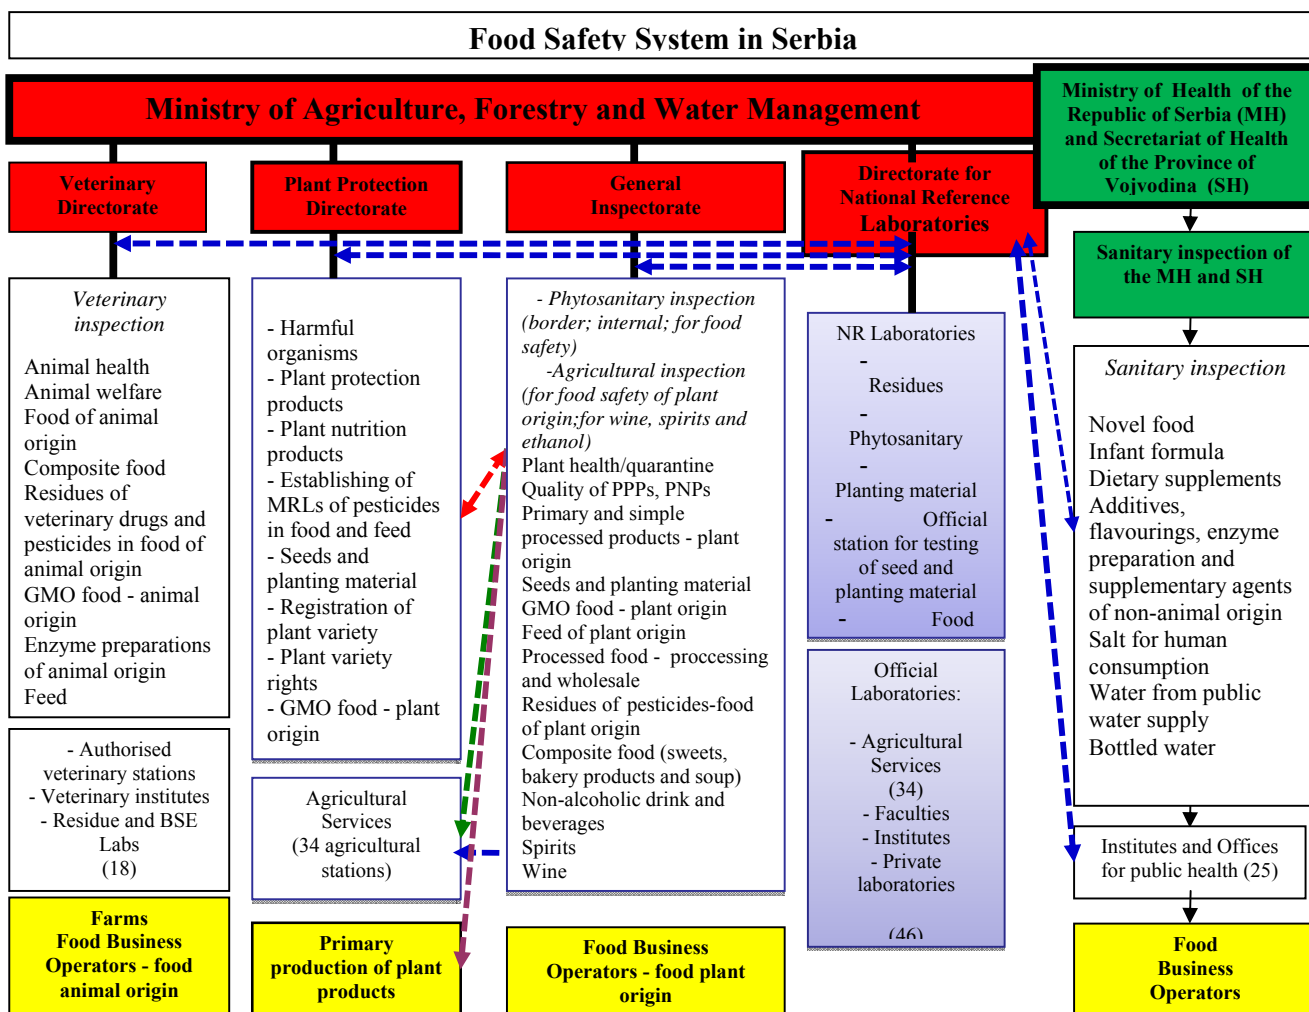 Food Safety System in Serbia
Ministry of Agriculture, Forestry and Water Management
Ministry of Health of the
Republic of Serbia (MH)
and Secretariat of Health
of the Province of
Vojvodina (SH)
Veterinary
Directorate
Plant Protection
Directorate
General
Inspectorate
Directorate for
National Reference
Laboratories
Sanitary inspection of
the MH and SH
Veterinary
inspection
Animal health
Animal welfare
Food of animal
origin
Composite food
Residues of
veterinary drugs and
pesticides in food of
animal origin
GMO food - animal
origin
Enzyme preparations
of animal origin
Feed
- Harmful
organisms
- Plant protection
products
- Plant nutrition
products
- Establishing of
MRLs of pesticides
in food and feed
- Seeds and
planting material
- Registration of
plant variety
- Plant variety
rights
- GMO food - plant
origin
- Phytosanitary inspection
(border; internal; for food
safety)
-Agricultural inspection
(for food safety of plant
origin;for wine, spirits and
ethanol)
Plant health/quarantine
Quality of PPPs, PNPs
Primary and simple
processed products - plant
origin
Seeds and planting material
GMO food - plant origin
Feed of plant origin
Processed food - proccessing
and wholesale
Residues of pesticides-food
of plant origin
Composite food (sweets,
bakery products and soup)
Non-alcoholic drink and
beverages
Spirits
Wine
NR Laboratories
-
Residues
-
Phytosanitary
-
Planting material
- Official
station for testing
of seed and
planting material
- Food
Sanitary inspection
Novel food
Infant formula
Dietary supplements
Additives,
flavourings, enzyme
preparation and
supplementary agents
of non-animal origin
Salt for human
consumption
Water from public
water supply
Bottled water
- Authorised
veterinary stations
- Veterinary institutes
- Residue and BSE
Labs
(18)
Agricultural
Services
(34 agricultural
stations)
Official
Laboratories:
- Agricultural
Services
(34)
- Faculties
- Institutes
- Private
laboratories
(46)
Institutes and Offices
for public health (25)
Farms
Food Business
Operators - food
animal origin
Primary
production of plant
products
Food Business
Operators - food plant
origin
Food
Business
Operators